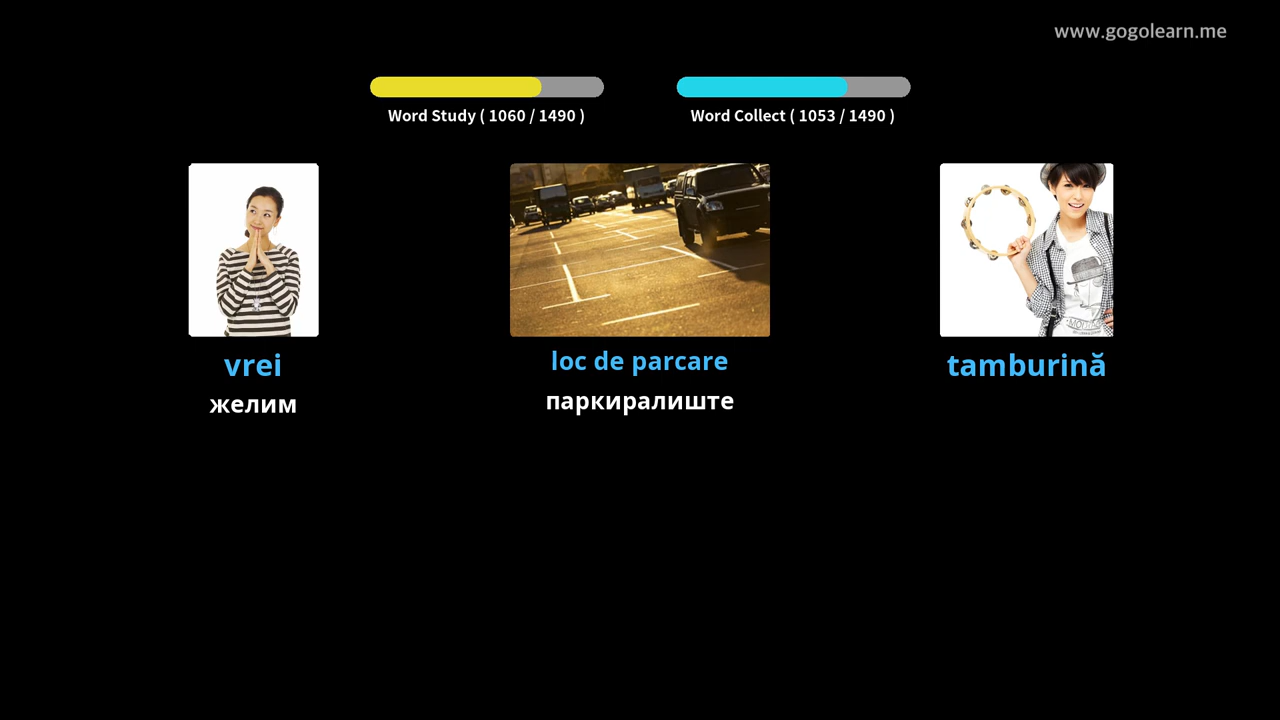 www.gogolearn.me
Word Study ( 1060 / 1490 )
Word Collect ( 1053 / 1490 )
vrei
желим
loc de parcare
паркиралиште
tamburină